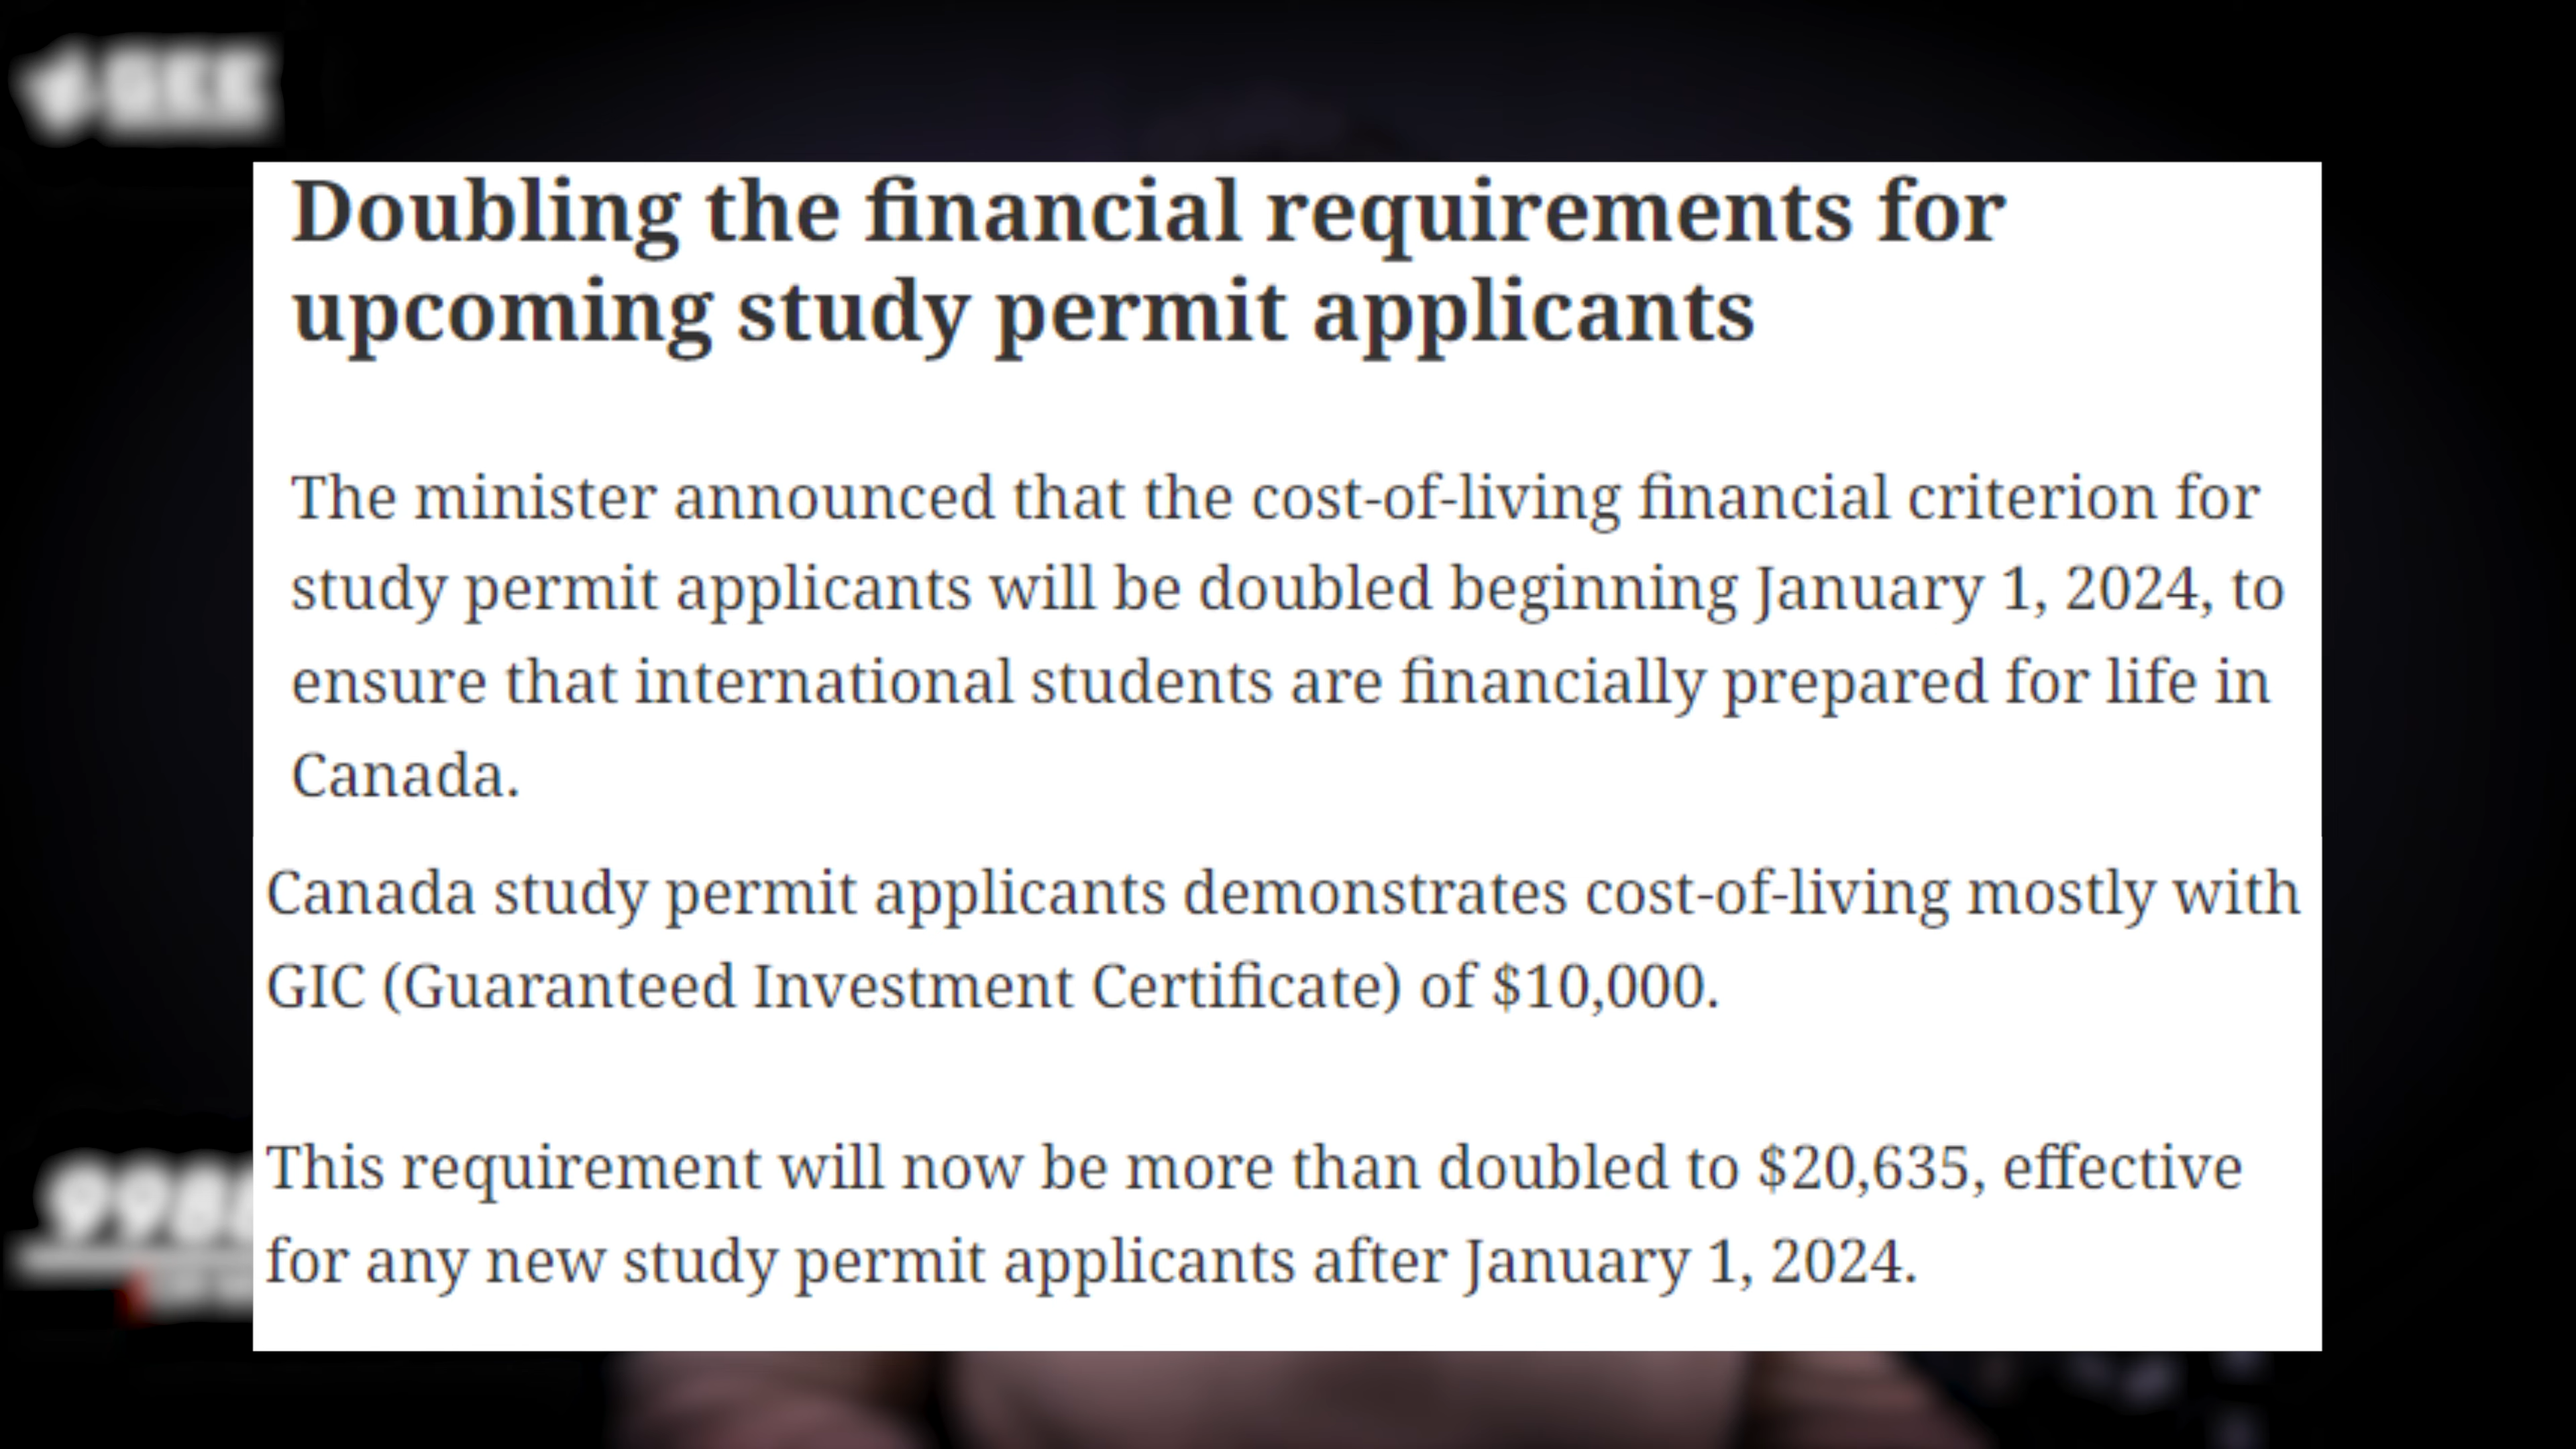 Doubling the financial requirements for
upcoming study permit applicants
The minister announced that the cost-of-living financial criterion for
study permit applicants will be doubled beginning January 1, 2024, to
ensure that international students are financially prepared for life in
Canada.
Canada study permit applicants demonstrates cost-of-living mostly with
GIC (Guaranteed Investment Certificate) of $10,000.
This requirement will now be more than doubled to $20,635, effective
for any new study permit applicants after January 1, 2024.